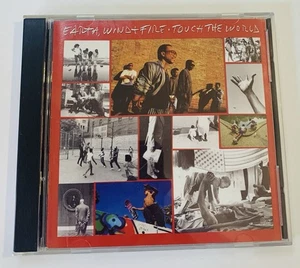 EARTH, WIND + FIRE · TOUCH THE WORLD